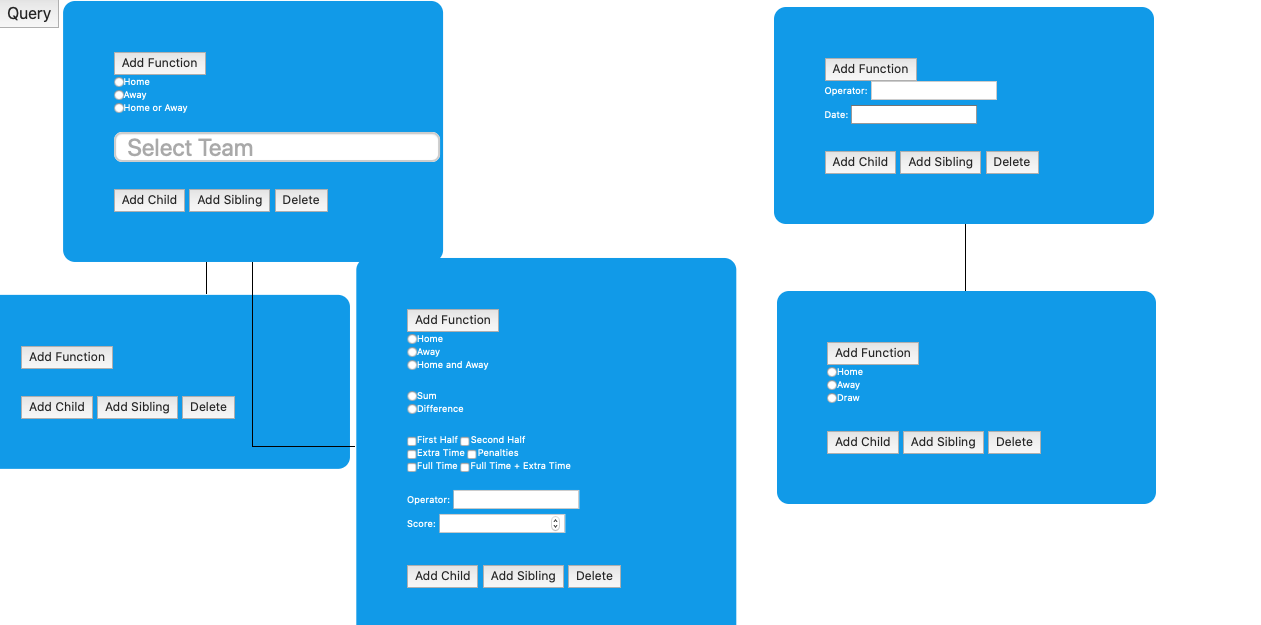 Query
Add Function
Home
Away
Home or Away
Select Team
Add Child Add Sibling Delete
Add Function
Add Child Add Sibling Delete
Add Function
Home
Away
Home and Away
Sum
Difference
First Half Second Half
Extra Time Penalties
Full Time Full Time + Extra Time
Operator:
Score:
Add Child Add Sibling Delete
Add Function
Operator:
Date:
Add Child Add Sibling Delete
Add Function
Home
Away
Draw
Add Child Add Sibling Delete